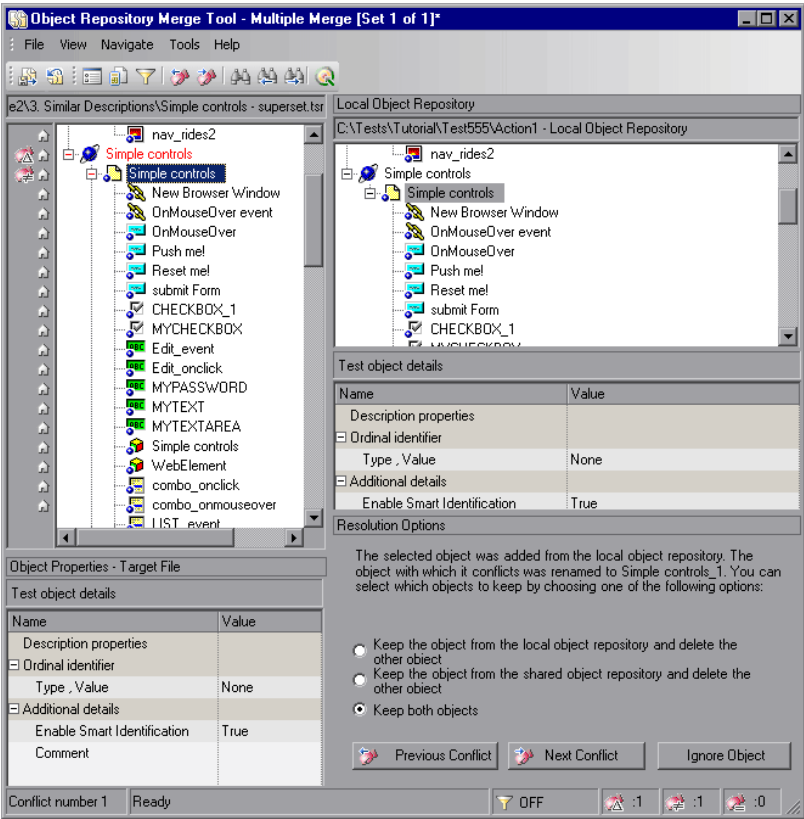 Object Repository Merge Tool - Multiple Merge [Set 1 of 1]*
File View Navigate Tools Help
e2\3. Similar Descriptions\Simple controls - superset.tsr
nav_rides2
Simple controls
Simple controls
New Browser Window
OnMouseOver event
OnMouseOver
Push me!
Reset me!
submit Form
CHECKBOX_1
MYCHECKBOX
Edit_event
Edit_onclick
MYPASSWORD
MYTEXT
MYTEXTAREA
Simple controls
WebElement
combo_onclick
combo_onmouseover
LIST_event
Object Properties - Target File
Test object details
Name Value
Description properties
Ordinal identifier
Type , Value None
Additional details
Enable Smart Identification True
Comment
Local Object Repository
C:\Tests\Tutorial\Test555\Action1 - Local Object Repository
nav_rides2
Simple controls
Simple controls
New Browser Window
OnMouseOver event
OnMouseOver
Push me!
Reset me!
submit Form
CHECKBOX_1
MYCHECKBOX
Test object details
Name Value
Description properties
Ordinal identifier
Type , Value None
Additional details
Enable Smart Identification True
Resolution Options
The selected object was added from the local object repository. The
object with which it conflicts was renamed to Simple controls_1. You can
select which objects to keep by choosing one of the following options:
Keep the object from the local object repository and delete the
other object
Keep the object from the shared object repository and delete the
other object
Keep both objects
Previous Conflict Next Conflict Ignore Object
Conflict number 1 Ready OFF :1 :1 :0